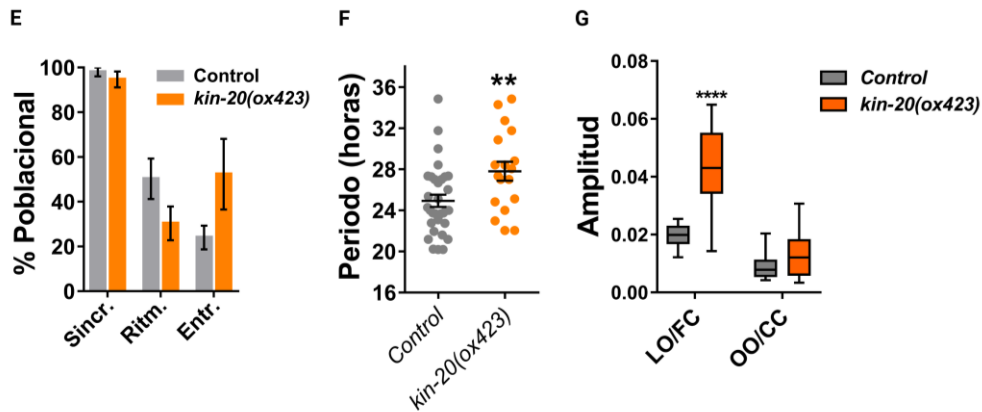 E
% Poblacional
100
80
60
40
20
0
Sincr.
Ritm.
Entr.
Control
kin-20(ox423)
F
Periodo (horas)
36
32
28
24
20
16
**
Control
kin-20(ox423)
G
Amplitud
0.08
0.06
0.04
0.02
0.00
****
LO/FC
OO/CC
Control
kin-20(ox423)